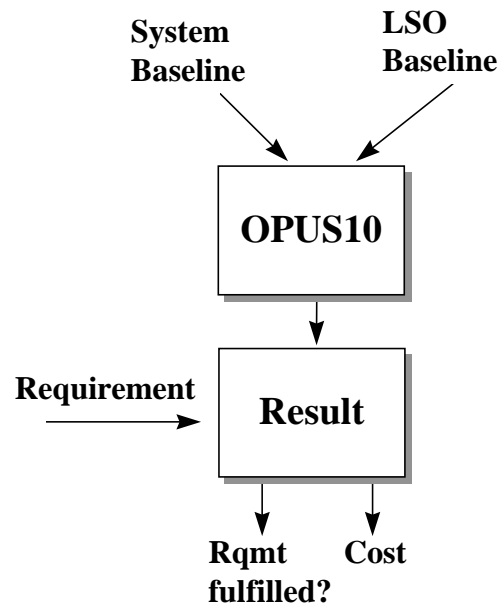 System
Baseline
LSO
Baseline
OPUS10
Requirement
Result
Rqmt
fulfilled?
Cost